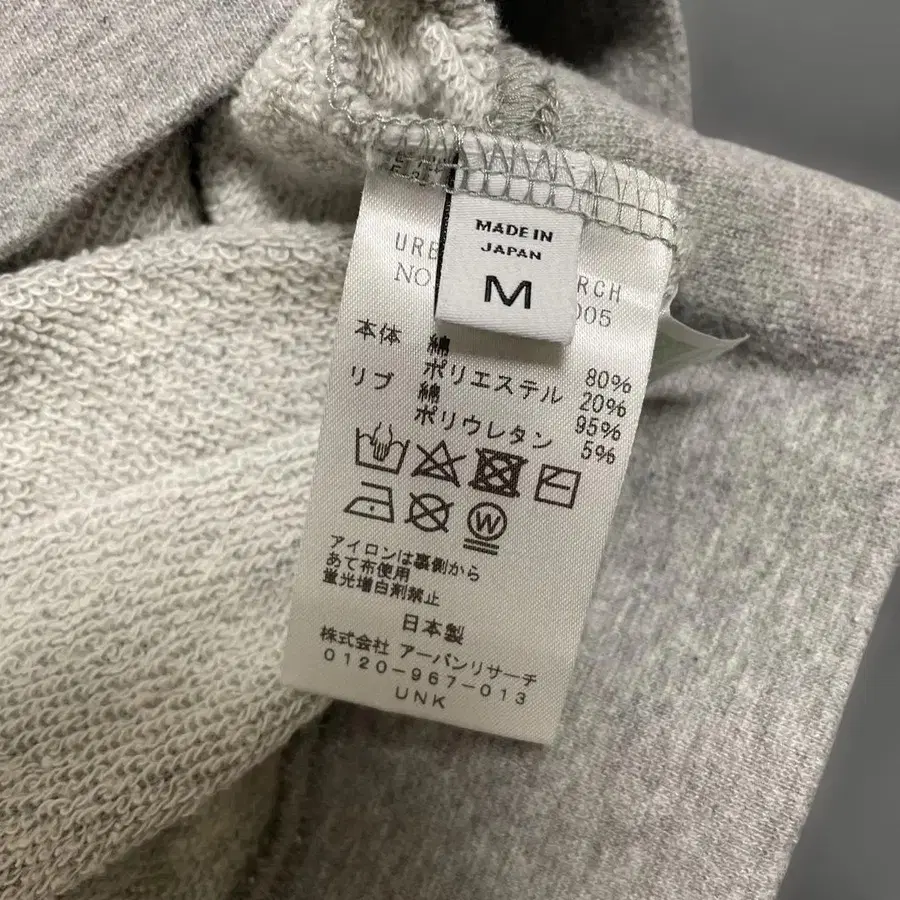 MADE IN
JAPAN
M
URB RCH
NO 005
本体 綿 80%
ポリエステル 20%
リブ 綿 95%
ポリウレタン 5%
W
アイロンは裏側から
あて布使用
蛍光増白剤禁止
日本製
株式会社 アーバンリサーチ
0120-967-013
UNK